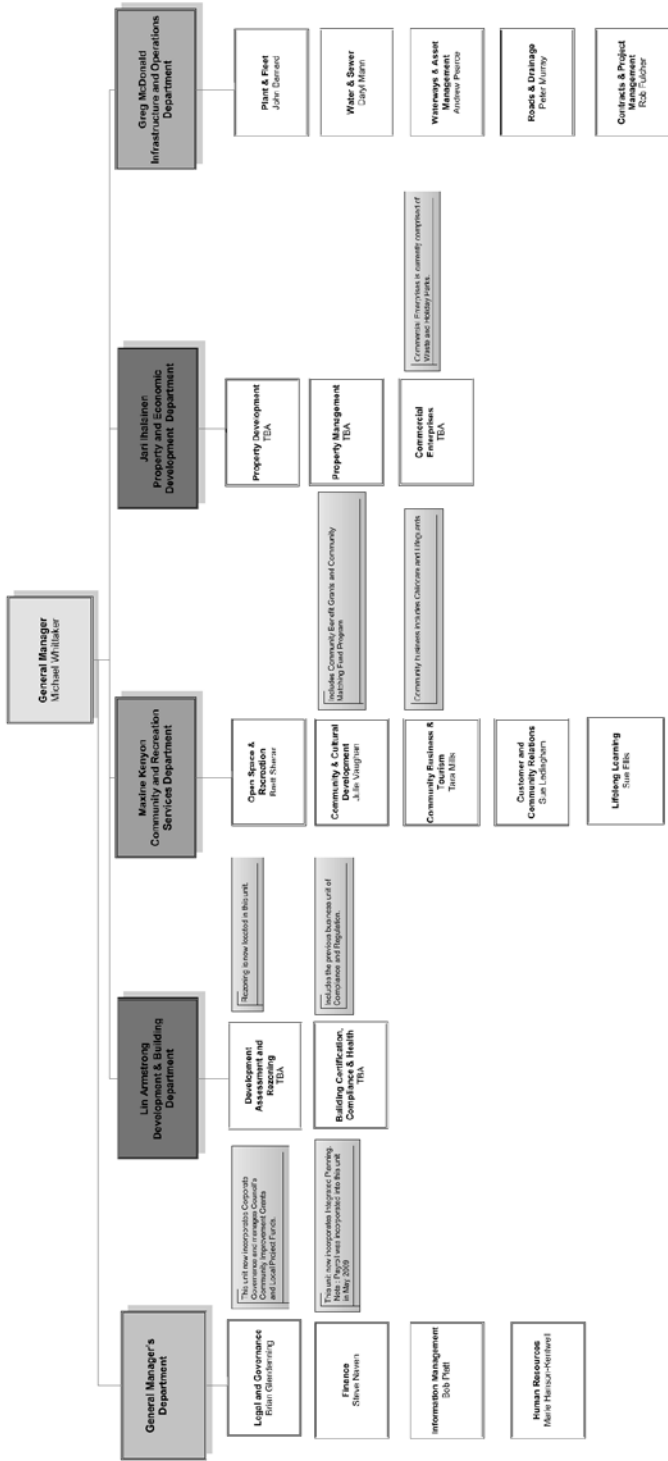 General Manager
Michael Whittaker
General Manager's
Department
Legal and Governance
Brian Glendenning
This unit now incorporates Corporate
Governance and manages Council's
Community Improvement Grants
and Local Project Funds.
Finance
Steve Naven
This unit now incorporates Integrated Planning.
Note : Payroll was incorporated into this unit
in May 2009
Information Management
Bob Platt
Human Resources
Marie Hanson-Kentwell
Lin Armstrong
Development & Building
Department
Development
Assessment and
Rezoning
TBA
Rezoning is now located in this unit.
Building Certification,
Compliance & Health
TBA
Includes the previous business unit of
Compliance and Regulation.
Maxine Kenyon
Community and Recreation
Services Department
Open Space &
Recreation
Brett Sherar
Community & Cultural
Development
Julie Vaughan
Includes Community Benefit Grants and Community
Matching Fund Program
Community Business &
Tourism
Tara Mills
Community business includes Childcare and Lifeguards
Customer and
Community Relations
Sue Ledingham
Lifelong Learning
Sue Ellis
Jari Ihalainen
Property and Economic
Development Department
Property Development
TBA
Property Management
TBA
Commercial
Enterprises
TBA
Commercial Enterprises is currently comprised of
Waste and Holiday Parks.
Greg McDonald
Infrastructure and Operations
Department
Plant & Fleet
John
Water & Sewer
Daryl Mann
Waterways & Asset
Management
Andrew Pearce
Roads & Drainage
Peter Murray
Contracts & Project
Management
Rob Fulcher